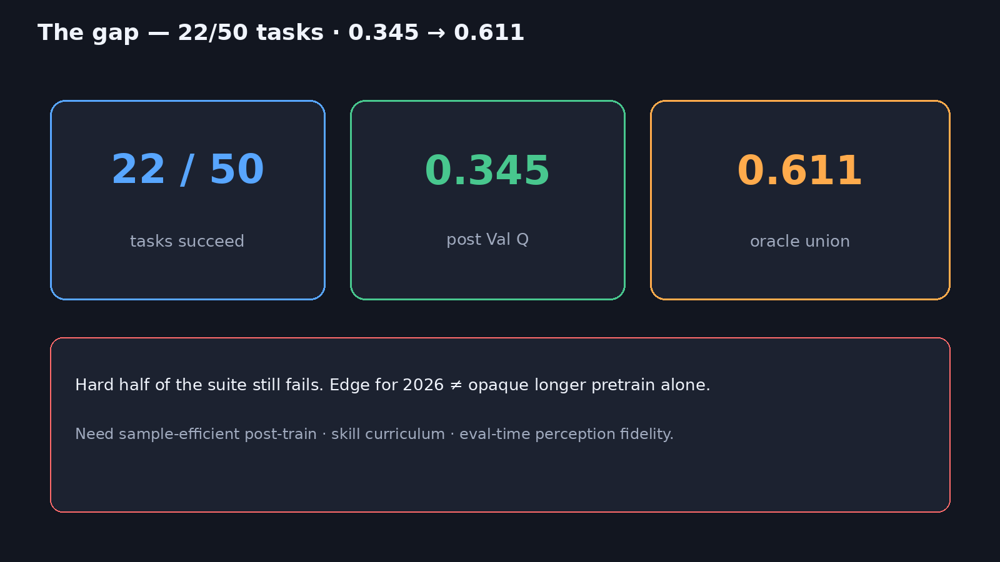 The gap — 22/50 tasks · 0.345 → 0.611
22 / 50
tasks succeed
0.345
post Val Q
0.611
oracle union
Hard half of the suite still fails. Edge for 2026 ≠ opaque longer pretrain alone.
Need sample-efficient post-train · skill curriculum · eval-time perception fidelity.